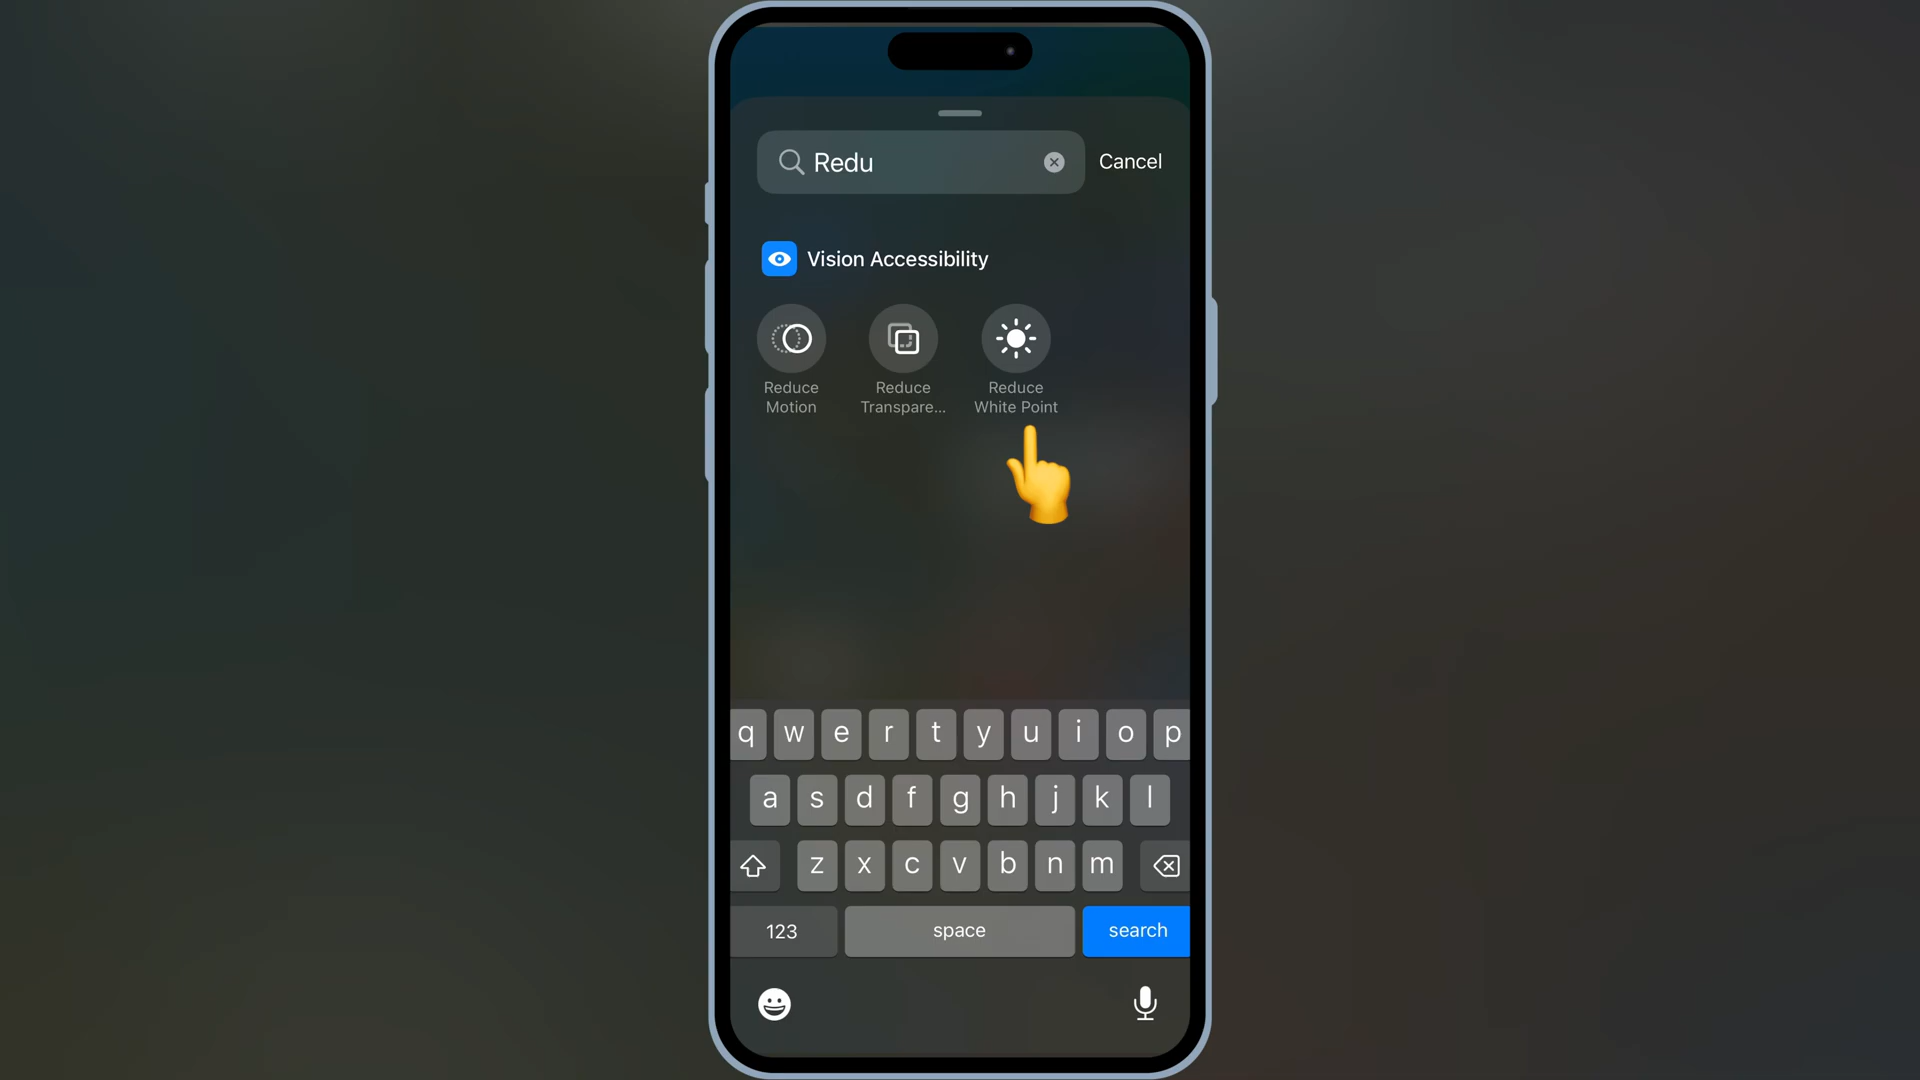 Redu
Cancel
Vision Accessibility
Reduce
Motion
Reduce
Transpare...
Reduce
White Point
q w e r t y u i o p
a s d f g h j k l
z x c v b n m
123 space search